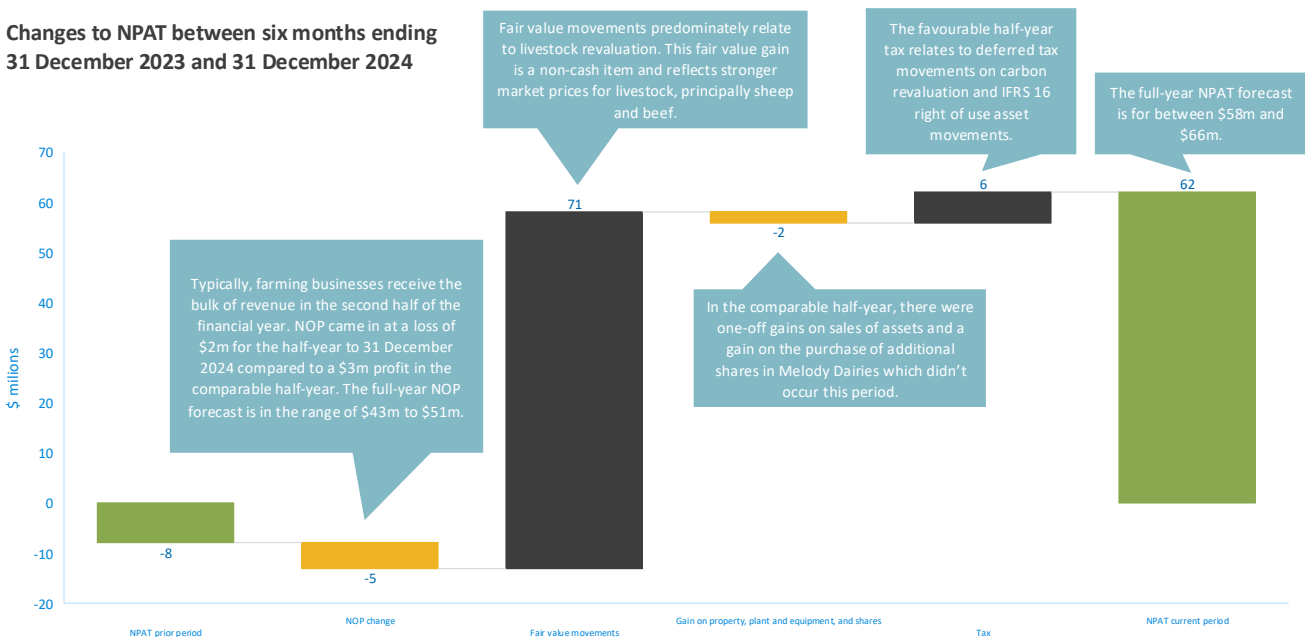 Changes to NPAT between six months ending
31 December 2023 and 31 December 2024
Fair value movements predominately relate
to livestock revaluation. This fair value gain
is a non-cash item and reflects stronger
market prices for livestock, principally sheep
and beef.
The favourable half-year
tax relates to deferred tax
movements on carbon
revaluation and IFRS 16
right of use asset
movements.
The full-year NPAT forecast
is for between $58m and
$66m.
Typically, farming businesses receive the
bulk of revenue in the second half of the
financial year. NOP came in at a loss of
$2m for the half-year to 31 December
2024 compared to a $3m profit in the
comparable half-year. The full-year NOP
forecast is in the range of $43m to $51m.
In the comparable half-year, there were
one-off gains on sales of assets and a
gain on the purchase of additional
shares in Melody Dairies which didn't
occur this period.
$ milions
70
60
50
40
30
20
10
0
-10
-20
-8
-5
71
-2
6
62
NPAT prior period
NOP change
Fair value movements
Gain on property, plant and equipment, and shares
Tax
NPAT current period